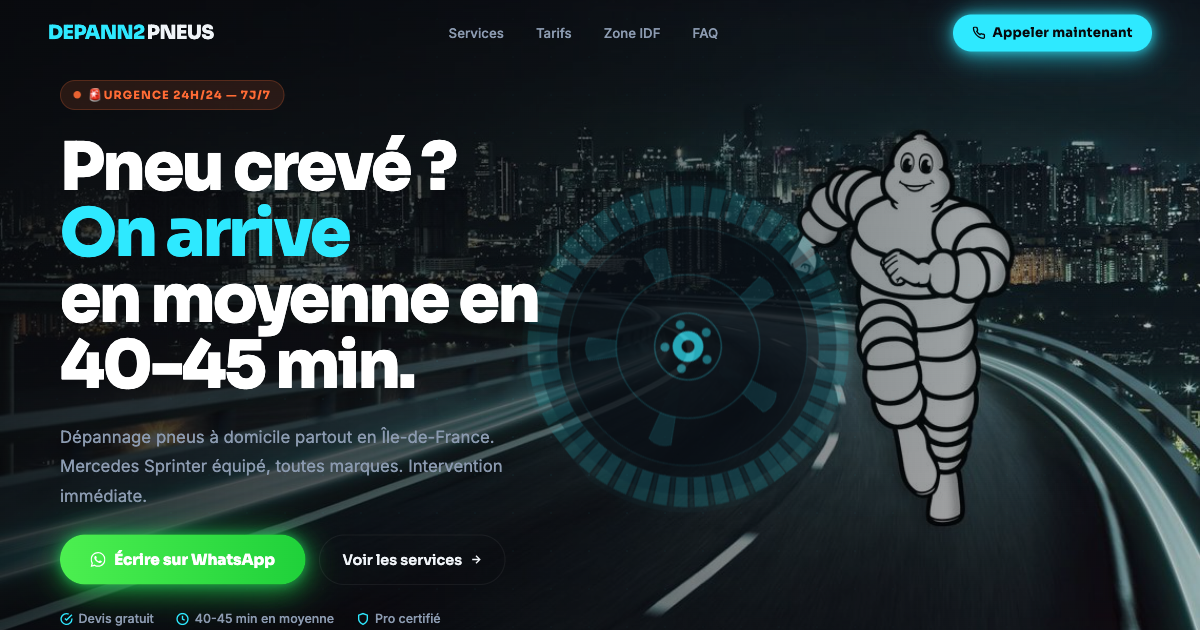 DEPANN2PNEUS
Services
Tarifs
Zone IDF
FAQ
Appeler maintenant
🚨URGENCE 24H/24 — 7J/7
Pneu crevé ?
On arrive
en moyenne en
40–45 min.
Dépannage pneus à domicile partout en Île-de-France.
Mercedes Sprinter équipé, toutes marques. Intervention
immédiate.
Écrire sur WhatsApp
Voir les services →
Devis gratuit
40-45 min en moyenne
Pro certifié